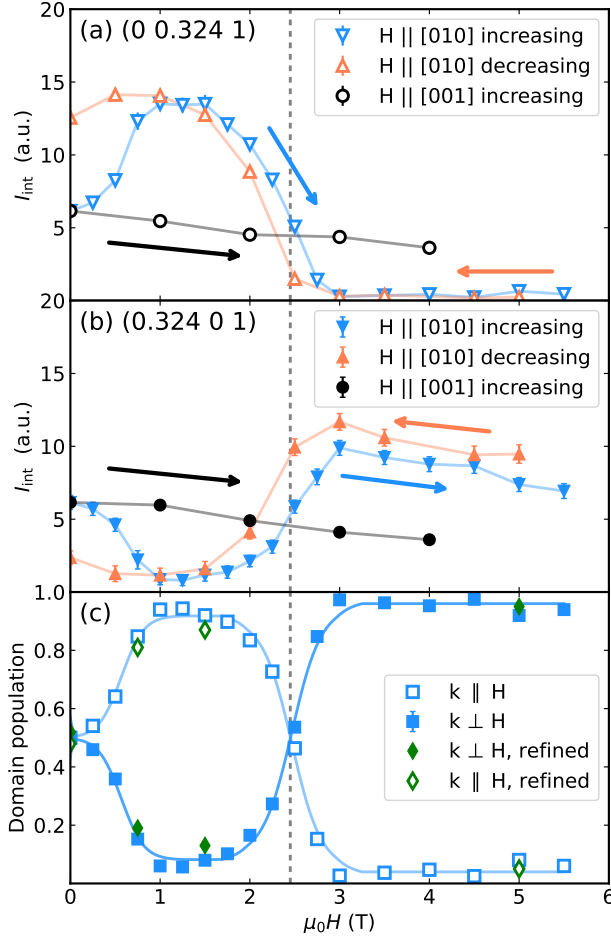 (a) (0 0.324 1)
H || [010] increasing
H || [010] decreasing
H || [001] increasing
20
15
10
5
I_int (a.u.)
(b) (0.324 0 1)
H || [010] increasing
H || [010] decreasing
H || [001] increasing
20
15
10
5
I_int (a.u.)
(c)
k ∥ H
k ⊥ H
k ⊥ H, refined
k ∥ H, refined
1.0
0.8
0.6
0.4
0.2
Domain population
0 1 2 3 4 5 6
μ₀H (T)